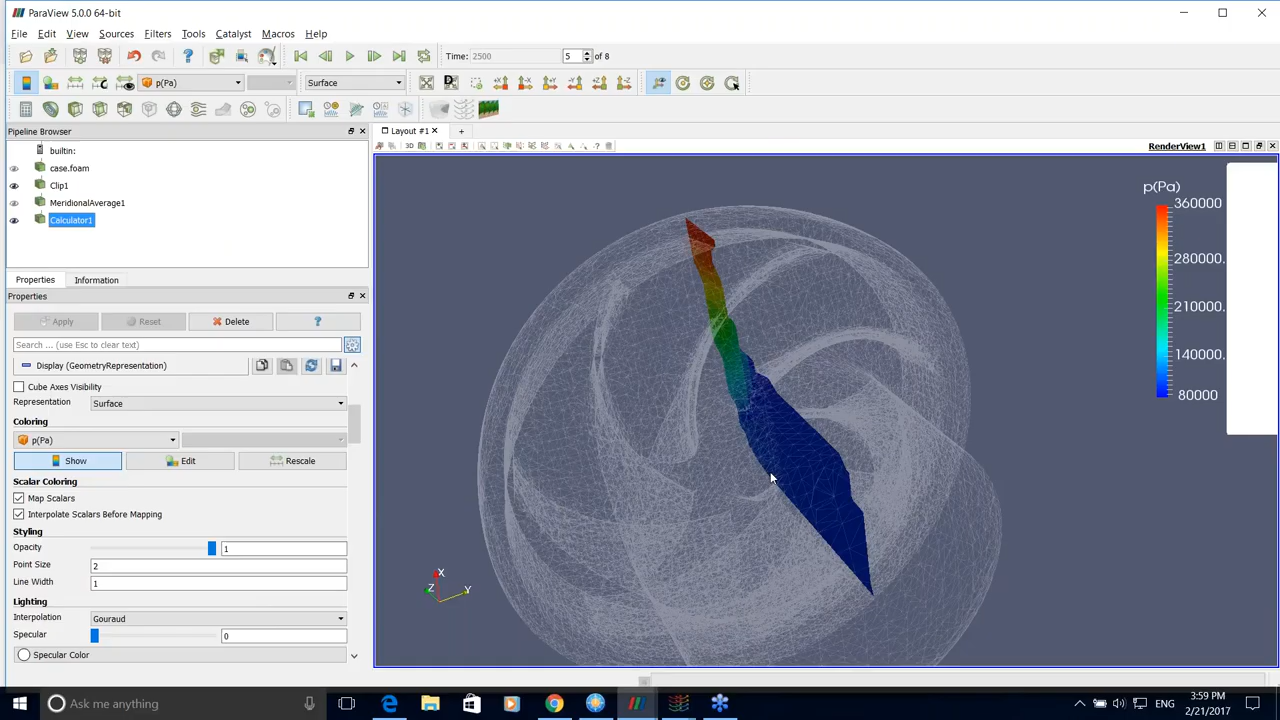 ParaView 5.0.0 64-bit
File Edit View Sources Filters Tools Catalyst Macros Help
Time: 2500 5 of 8
p(Pa) Surface
Pipeline Browser
Layout #1
3D
RenderView1
builtin:
case.foam
Clip1
MeridionalAverage1
Calculator1
Properties Information
Properties
Apply Reset Delete ?
Search ... (use Esc to clear text)
Display (GeometryRepresentation)
Cube Axes Visibility
Representation Surface
Coloring
p(Pa)
Show Edit Rescale
Scalar Coloring
Map Scalars
Interpolate Scalars Before Mapping
Styling
Opacity 1
Point Size 2
Line Width 1
Lighting
Interpolation Gouraud
Specular 0
Specular Color
p(Pa)
360000
280000.
210000.
140000.
80000
X
Z Y
Ask me anything
ENG
3:59 PM
2/21/2017